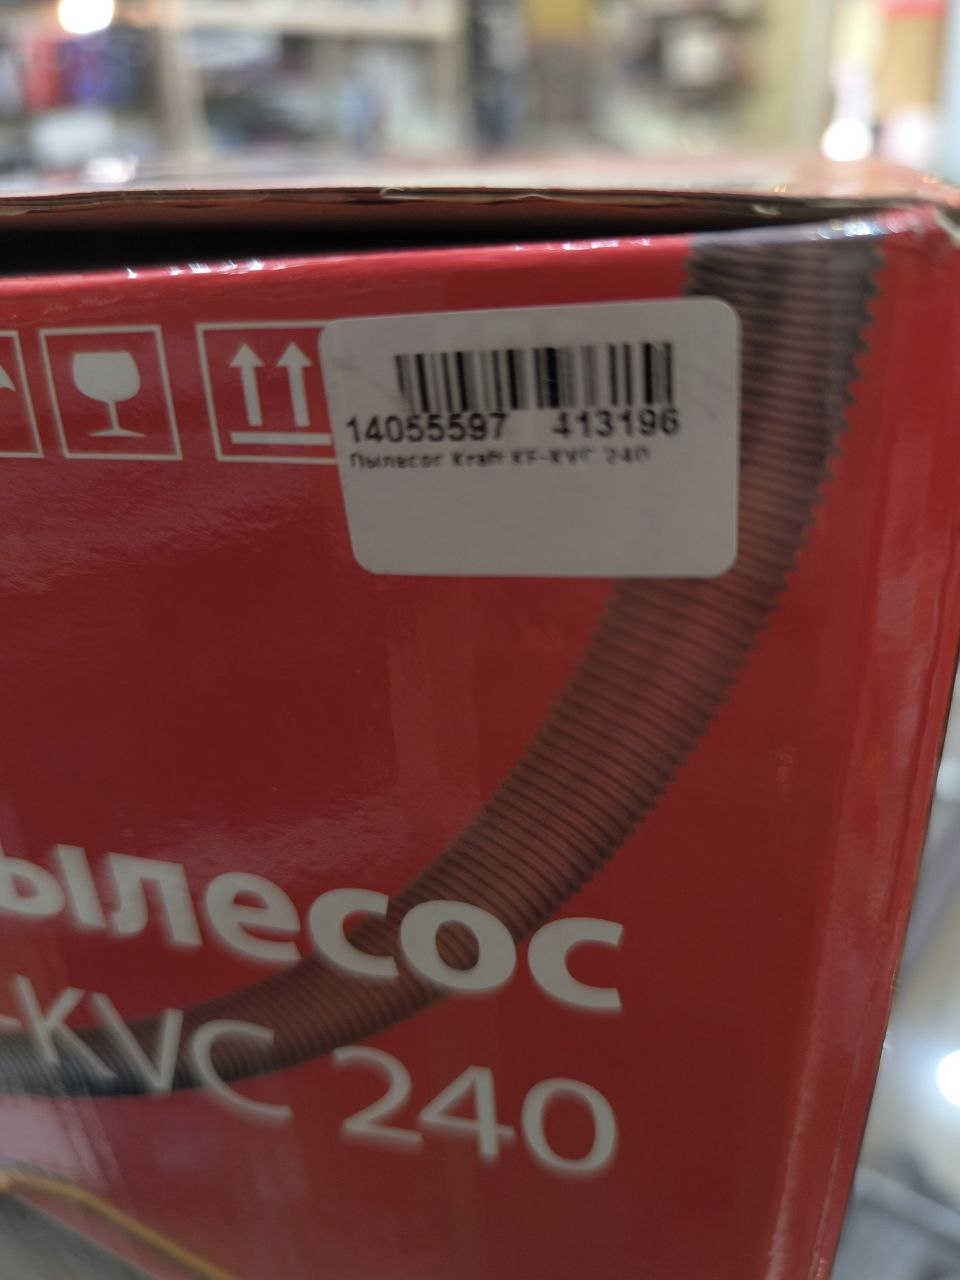 14055597 413196
Пылесос Kraft KF-KVC 240
ылесос
-KVC 240